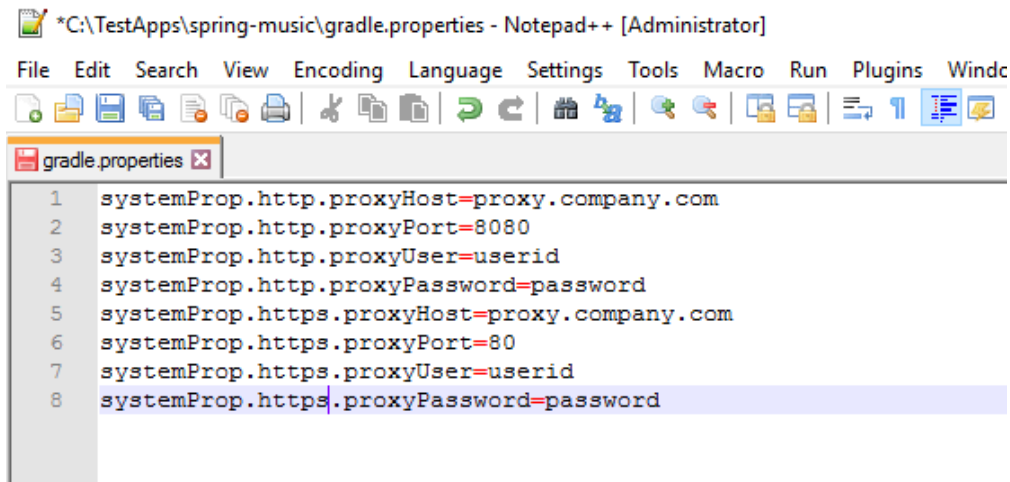 *C:\TestApps\spring-music\gradle.properties - Notepad++ [Administrator]
File Edit Search View Encoding Language Settings Tools Macro Run Plugins Windo
gradle.properties
1 systemProp.http.proxyHost=proxy.company.com
2 systemProp.http.proxyPort=8080
3 systemProp.http.proxyUser=userid
4 systemProp.http.proxyPassword=password
5 systemProp.https.proxyHost=proxy.company.com
6 systemProp.https.proxyPort=80
7 systemProp.https.proxyUser=userid
8 systemProp.https.proxyPassword=password